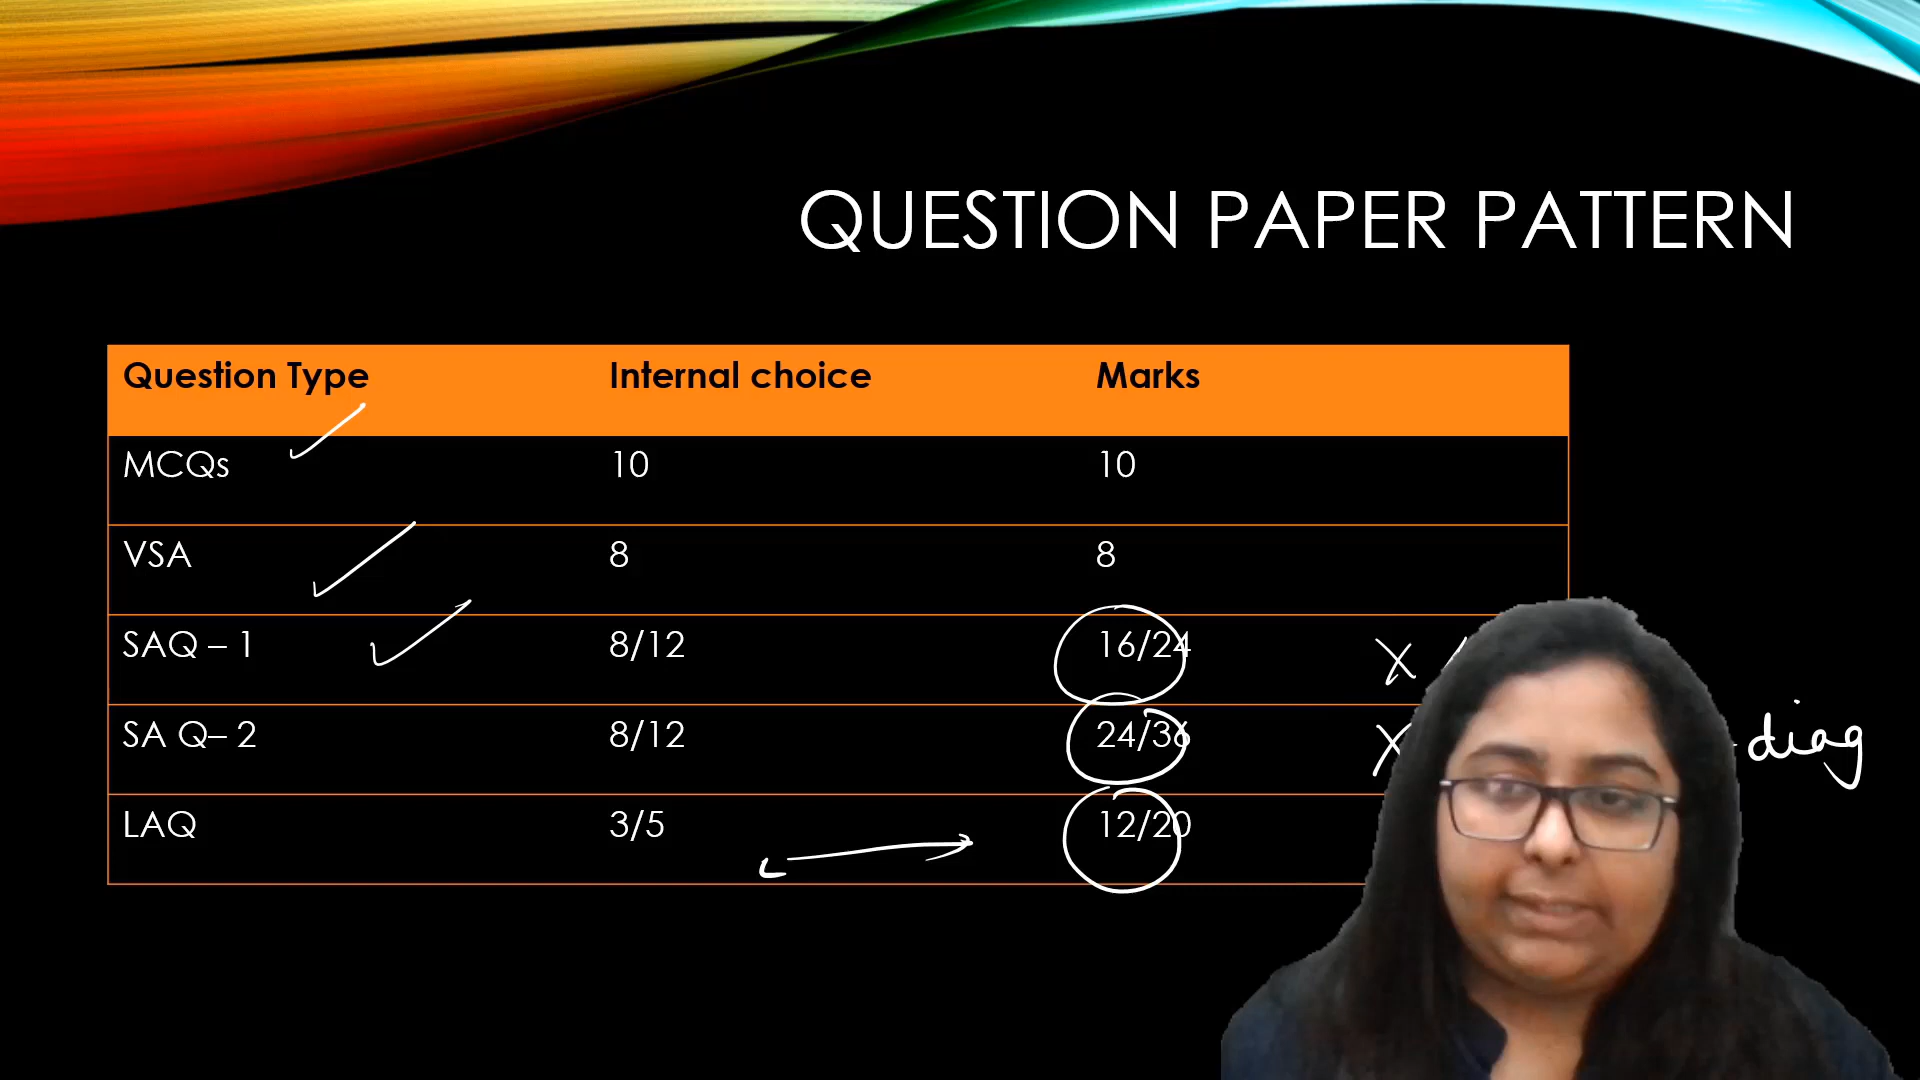 QUESTION PAPER PATTERN
Question Type Internal choice Marks
MCQs 10 10
VSA 8 8
SAQ – 1 8/12 16/24 X
SA Q– 2 8/12 24/36 X diag
LAQ 3/5 12/20